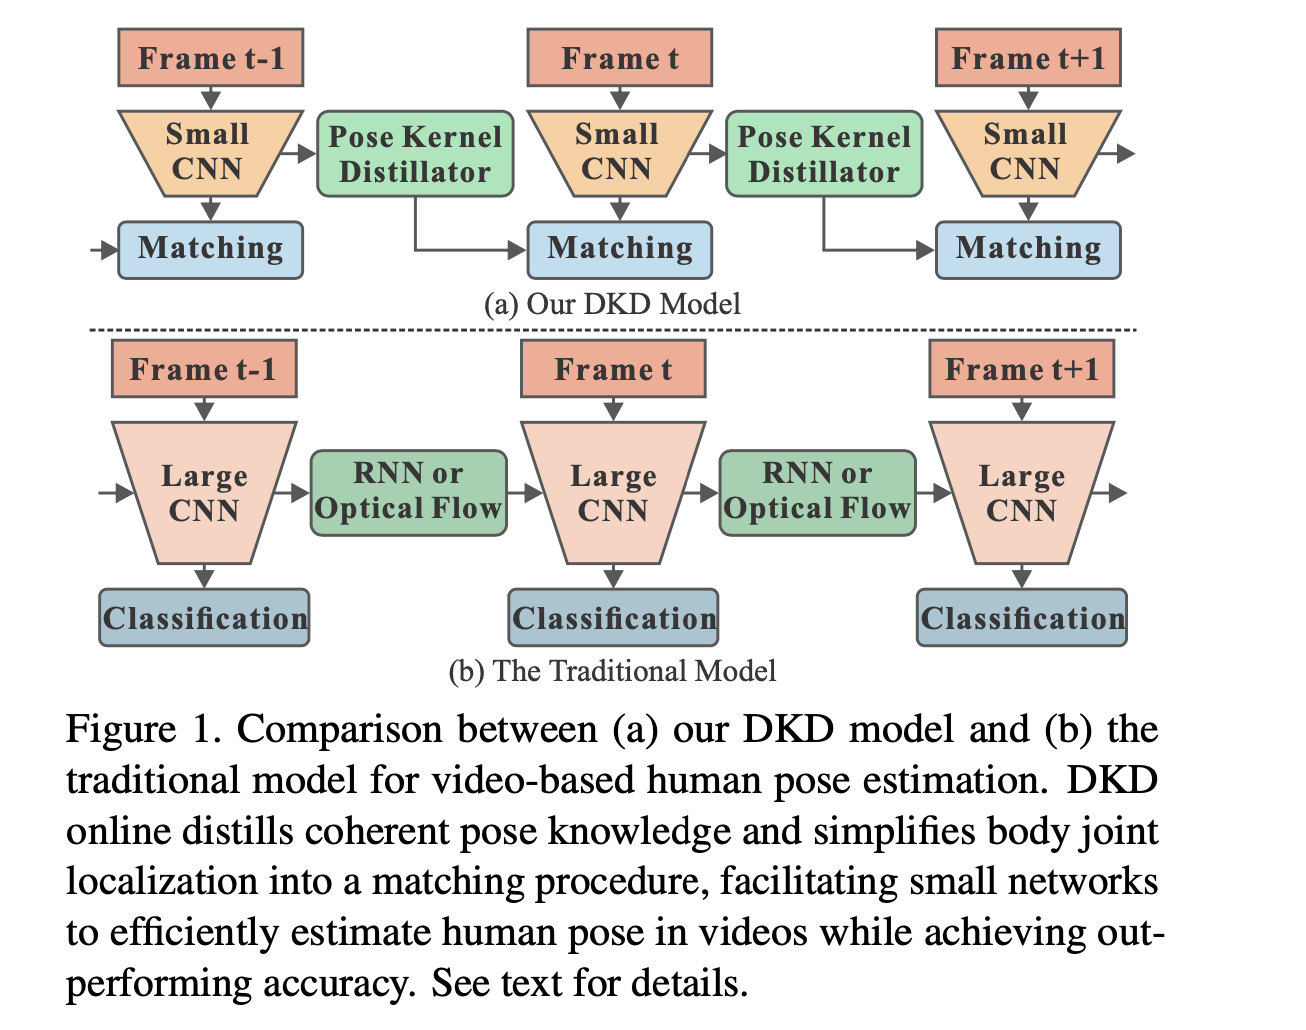 Frame t-1
Frame t
Frame t+1
Small
CNN
Pose Kernel
Distillator
Small
CNN
Pose Kernel
Distillator
Small
CNN
Matching
Matching
Matching
(a) Our DKD Model
Frame t-1
Frame t
Frame t+1
Large
CNN
RNN or
Optical Flow
Large
CNN
RNN or
Optical Flow
Large
CNN
Classification
Classification
Classification
(b) The Traditional Model
Figure 1. Comparison between (a) our DKD model and (b) the
traditional model for video-based human pose estimation. DKD
online distills coherent pose knowledge and simplifies body joint
localization into a matching procedure, facilitating small networks
to efficiently estimate human pose in videos while achieving out-
performing accuracy. See text for details.